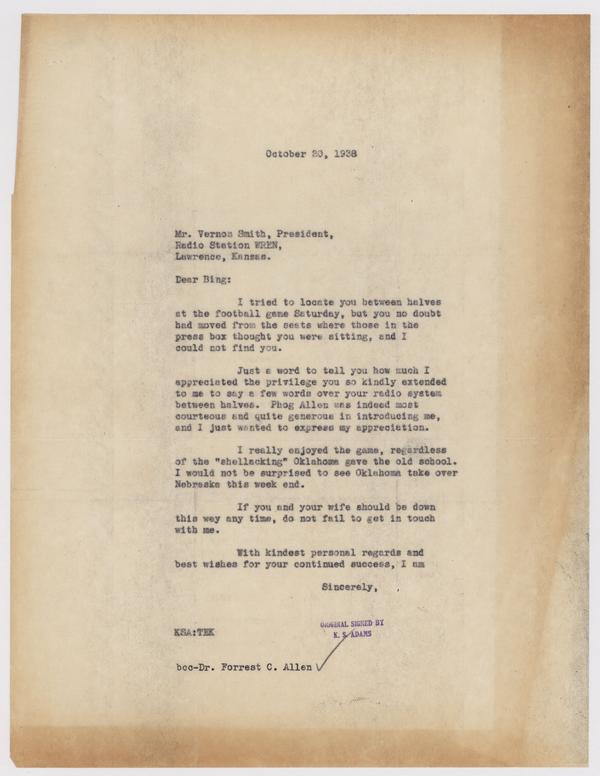 October 20, 1938
Mr. Vernon Smith, President,
Radio Station WREN,
Lawrence, Kansas.
Dear Bing:
I tried to locate you between halves
at the football game Saturday, but you no doubt
had moved from the seats where those in the
press box thought you were sitting, and I
could not find you.
Just a word to tell you how much I
appreciated the privilege you so kindly extended
to me to say a few words over your radio system
between halves. Phog Allen was indeed most
courteous and quite generous in introducing me,
and I just wanted to express my appreciation.
I really enjoyed the game, regardless
of the "shellacking" Oklahoma gave the old school.
I would not be surprised to see Oklahoma take over
Nebraska this week end.
If you and your wife should be down
this way any time, do not fail to get in touch
with me.
With kindest personal regards and
best wishes for your continued success, I am
Sincerely,
ORIGINAL SIGNED BY
K. S. ADAMS
KSA:TEK
bcc-Dr. Forrest C. Allen